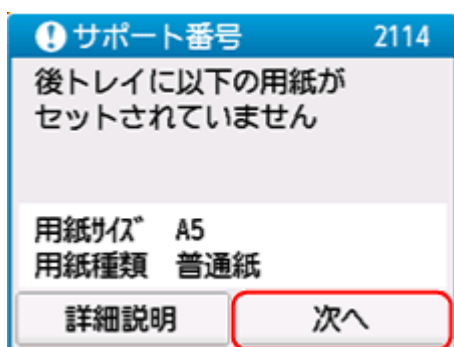 サポート番号 2114
後トレイに以下の用紙が
セットされていません
用紙ｻｲｽﾞ A5
用紙種類 普通紙
詳細説明 次へ